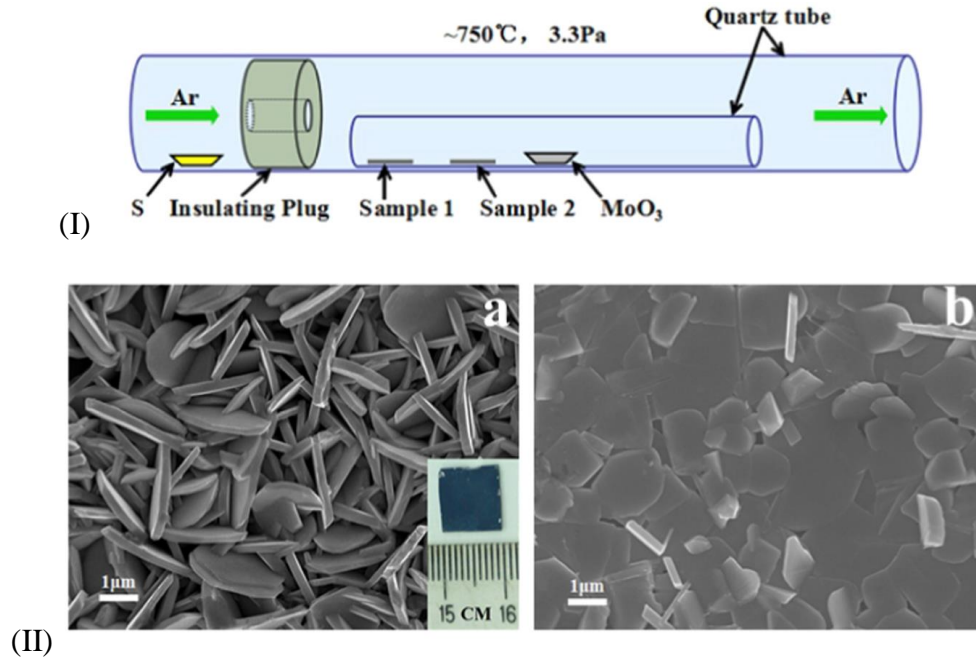 ~750℃, 3.3Pa
Quartz tube
Ar
Ar
S
Insulating Plug
Sample 1
Sample 2
MoO₃
(I)
a
b
1μm
15 CM 16
1μm
(II)